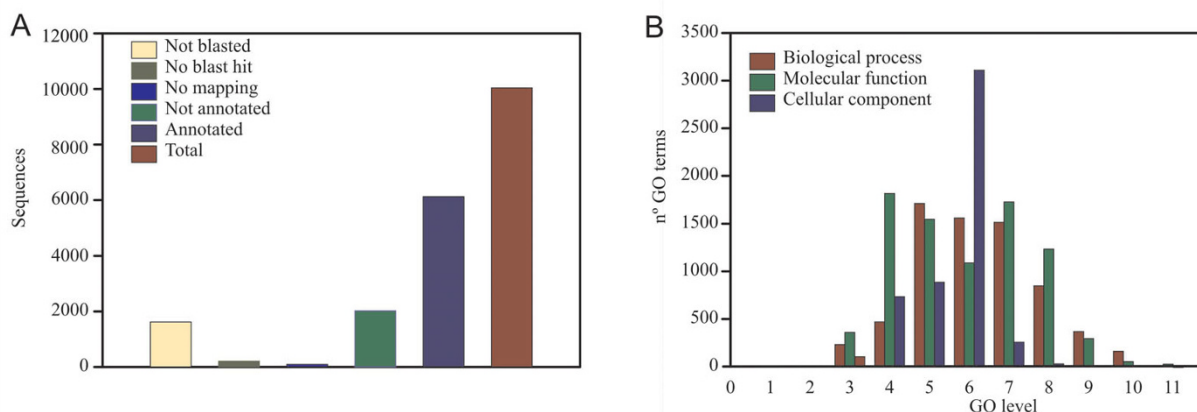 A
12000
10000
8000
6000
4000
2000
0
Sequences
Not blasted
No blast hit
No mapping
Not annotated
Annotated
Total
B
3500
3000
2500
2000
1500
1000
500
0
nº GO terms
Biological process
Molecular function
Cellular component
0 1 2 3 4 5 6 7 8 9 10 11
GO level